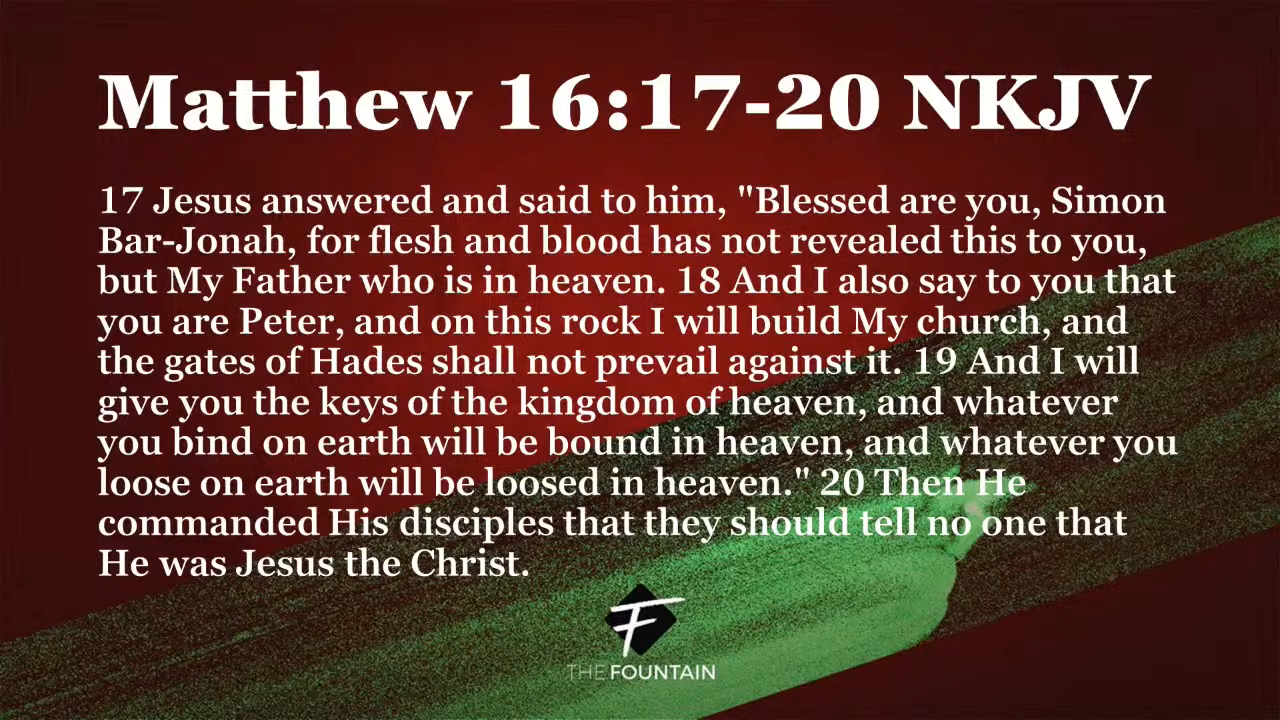 Matthew 16:17-20 NKJV
17 Jesus answered and said to him, "Blessed are you, Simon
Bar-Jonah, for flesh and blood has not revealed this to you,
but My Father who is in heaven. 18 And I also say to you that
you are Peter, and on this rock I will build My church, and
the gates of Hades shall not prevail against it. 19 And I will
give you the keys of the kingdom of heaven, and whatever
you bind on earth will be bound in heaven, and whatever you
loose on earth will be loosed in heaven." 20 Then He
commanded His disciples that they should tell no one that
He was Jesus the Christ.
F
THEFOUNTAIN